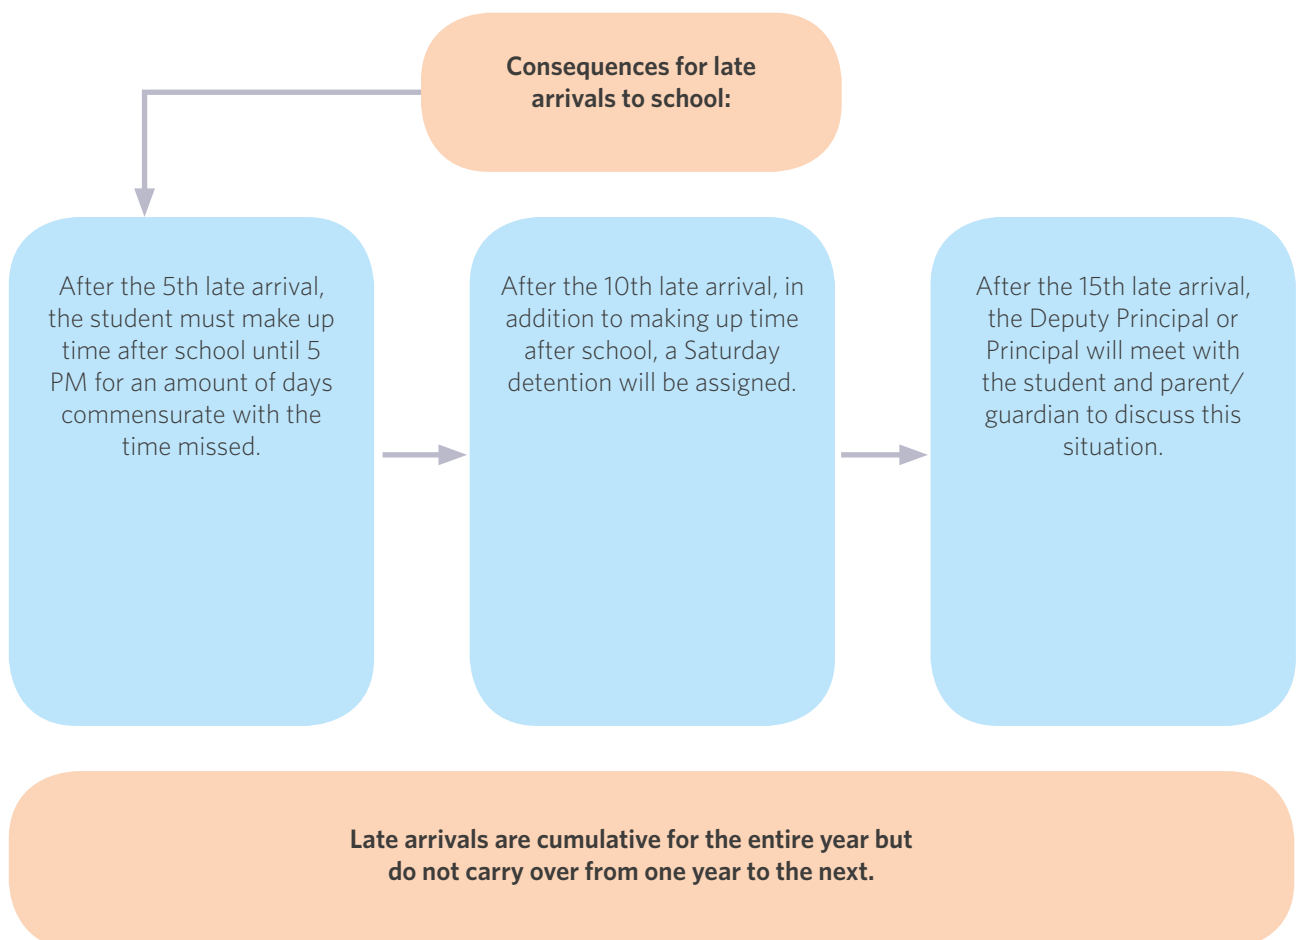 Consequences for late
arrivals to school:
After the 5th late arrival,
the student must make up
time after school until 5
PM for an amount of days
commensurate with the
time missed.
After the 10th late arrival, in
addition to making up time
after school, a Saturday
detention will be assigned.
After the 15th late arrival,
the Deputy Principal or
Principal will meet with
the student and parent/
guardian to discuss this
situation.
Late arrivals are cumulative for the entire year but
do not carry over from one year to the next.